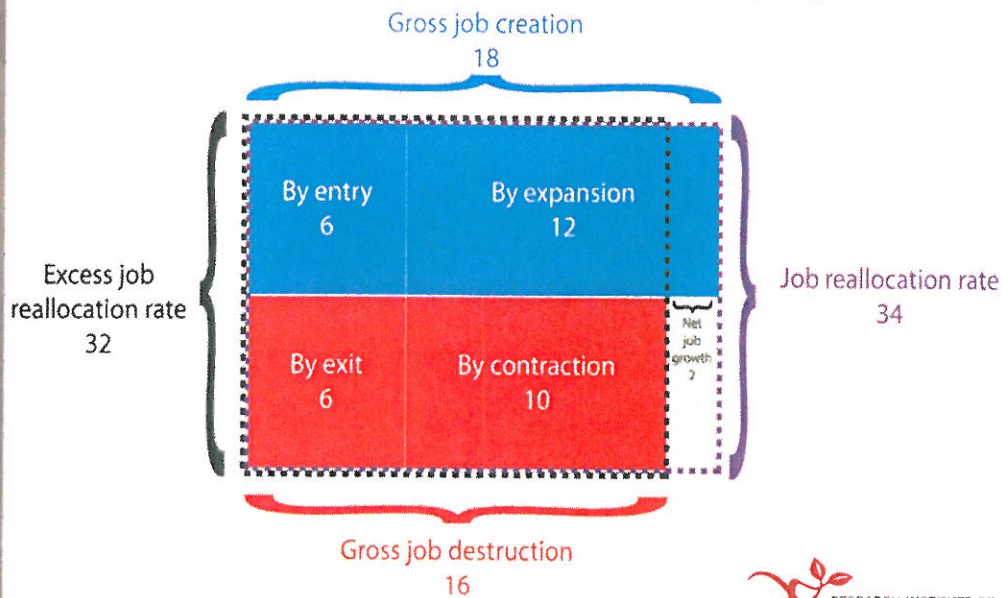 Gross job creation
18
By entry
6
By expansion
12
Excess job
reallocation rate
32
Job reallocation rate
34
Net
job
growth
2
By exit
6
By contraction
10
Gross job destruction
16